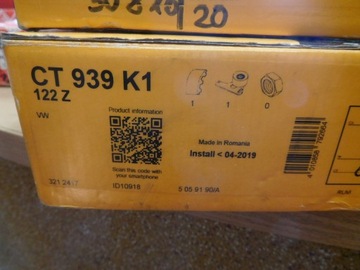 CT 939 K1
122 Z
VW
Product information
Scan this code with
your smartphone
ID10918
1 1 0
Made in Romania
Install < 04-2019
5 05 91 90/A